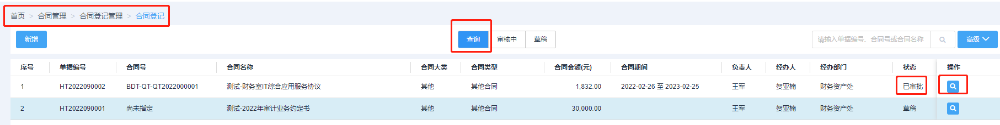 首页 > 合同管理 > 合同登记管理 > 合同登记
新增 查询 审核中 草稿 请输入单据编号、合同号或合同名称 高级
序号 单据编号 合同号 合同名称 合同大类 合同类型 合同金额(元) 合同期间 负责人 经办人 经办部门 状态 操作
1 HT2022090002 BDT-QT-QT2022000001 测试-财务室IT综合应用服务协议 其他 其他合同 1,832.00 2022-02-26 至 2023-02-25 王军 贺亚楠 财务资产处 已审批
2 HT2022090001 尚未指定 测试-2022年审计业务约定书 其他 其他合同 30,000.00 王军 贺亚楠 财务资产处 草稿